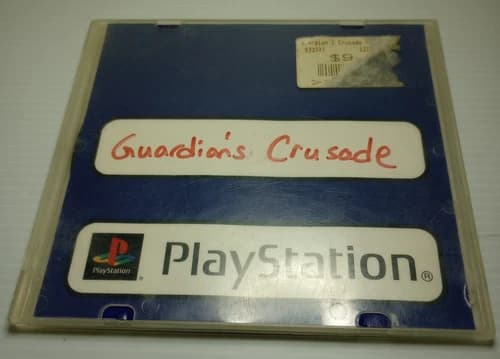 $9
Guardian's Crusade
PlayStation
PlayStation®